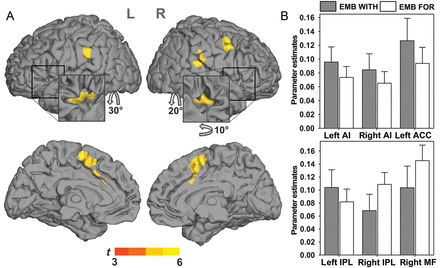 A
L R
30°
20°
10°
t
3 6
B
EMB WITH EMB FOR
Parameter estimates
0.16
0.14
0.12
0.10
0.08
0.06
0.04
0.02
0.00
Left AI Right AI Left ACC
Parameter estimates
0.16
0.14
0.12
0.10
0.08
0.06
0.04
0.02
0.00
Left IPL Right IPL Right MF